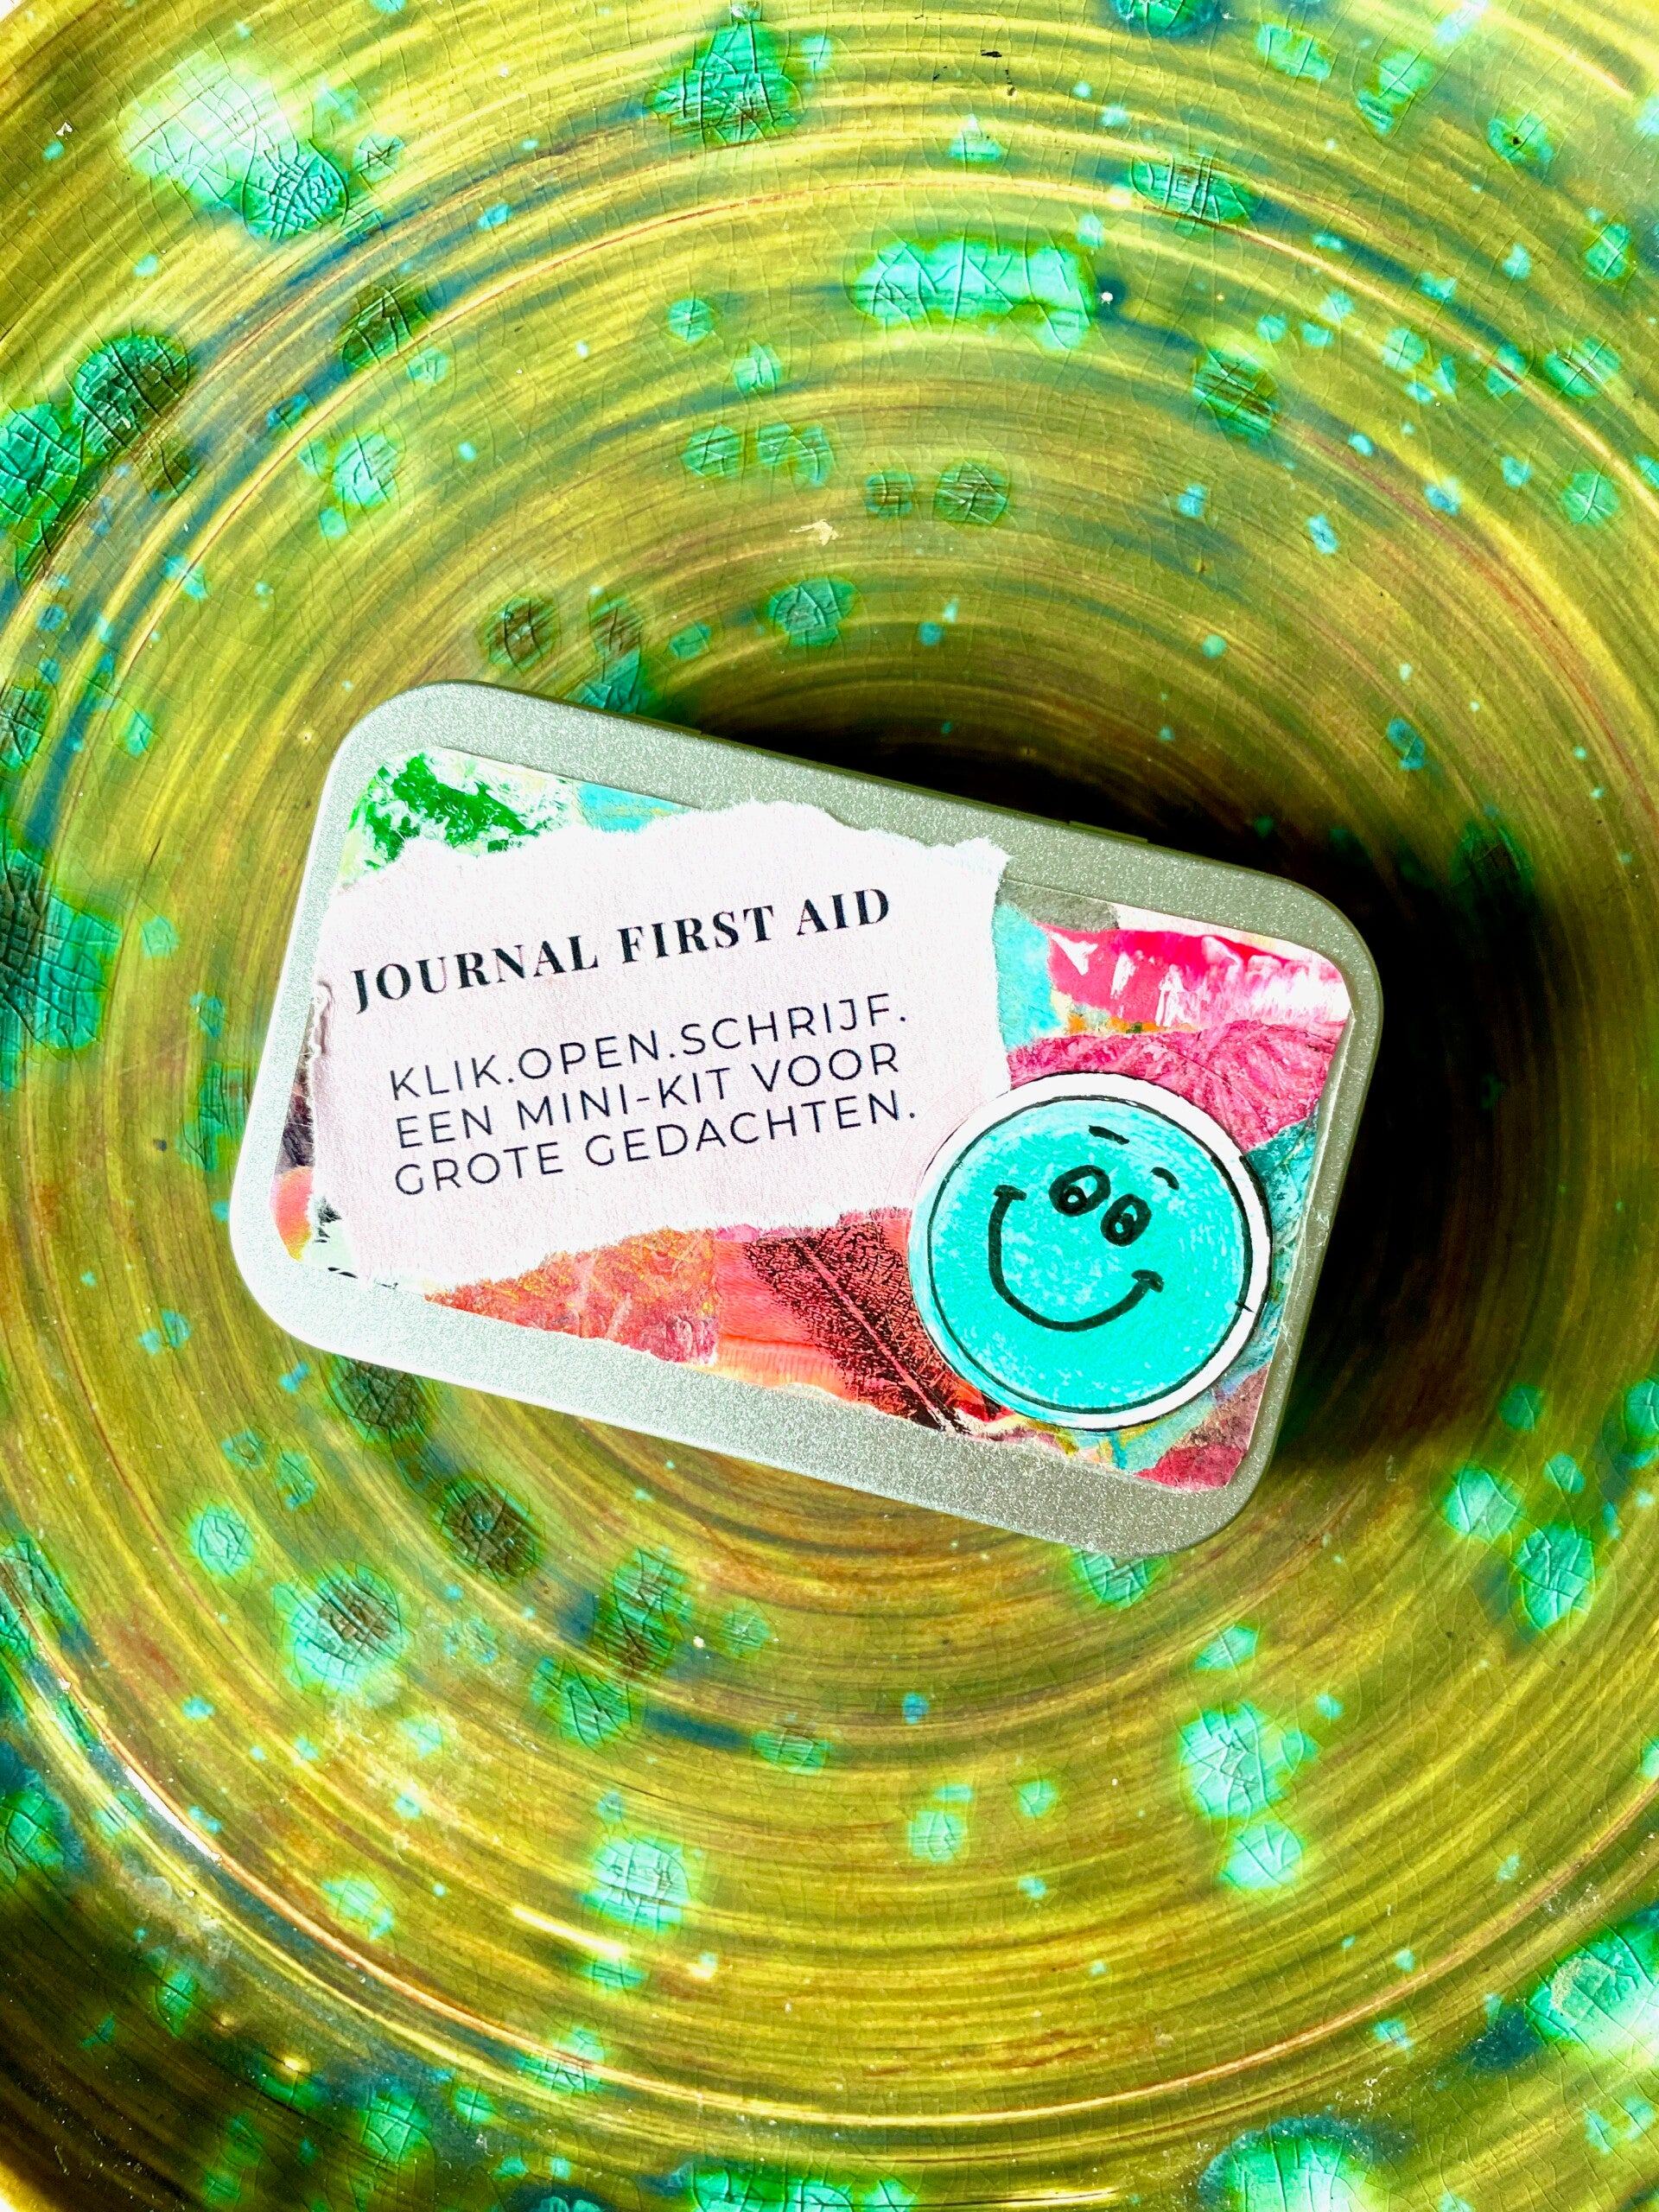 JOURNAL FIRST AID
KLIK.OPEN.SCHRIJF.
EEN MINI-KIT VOOR
GROTE GEDACHTEN.